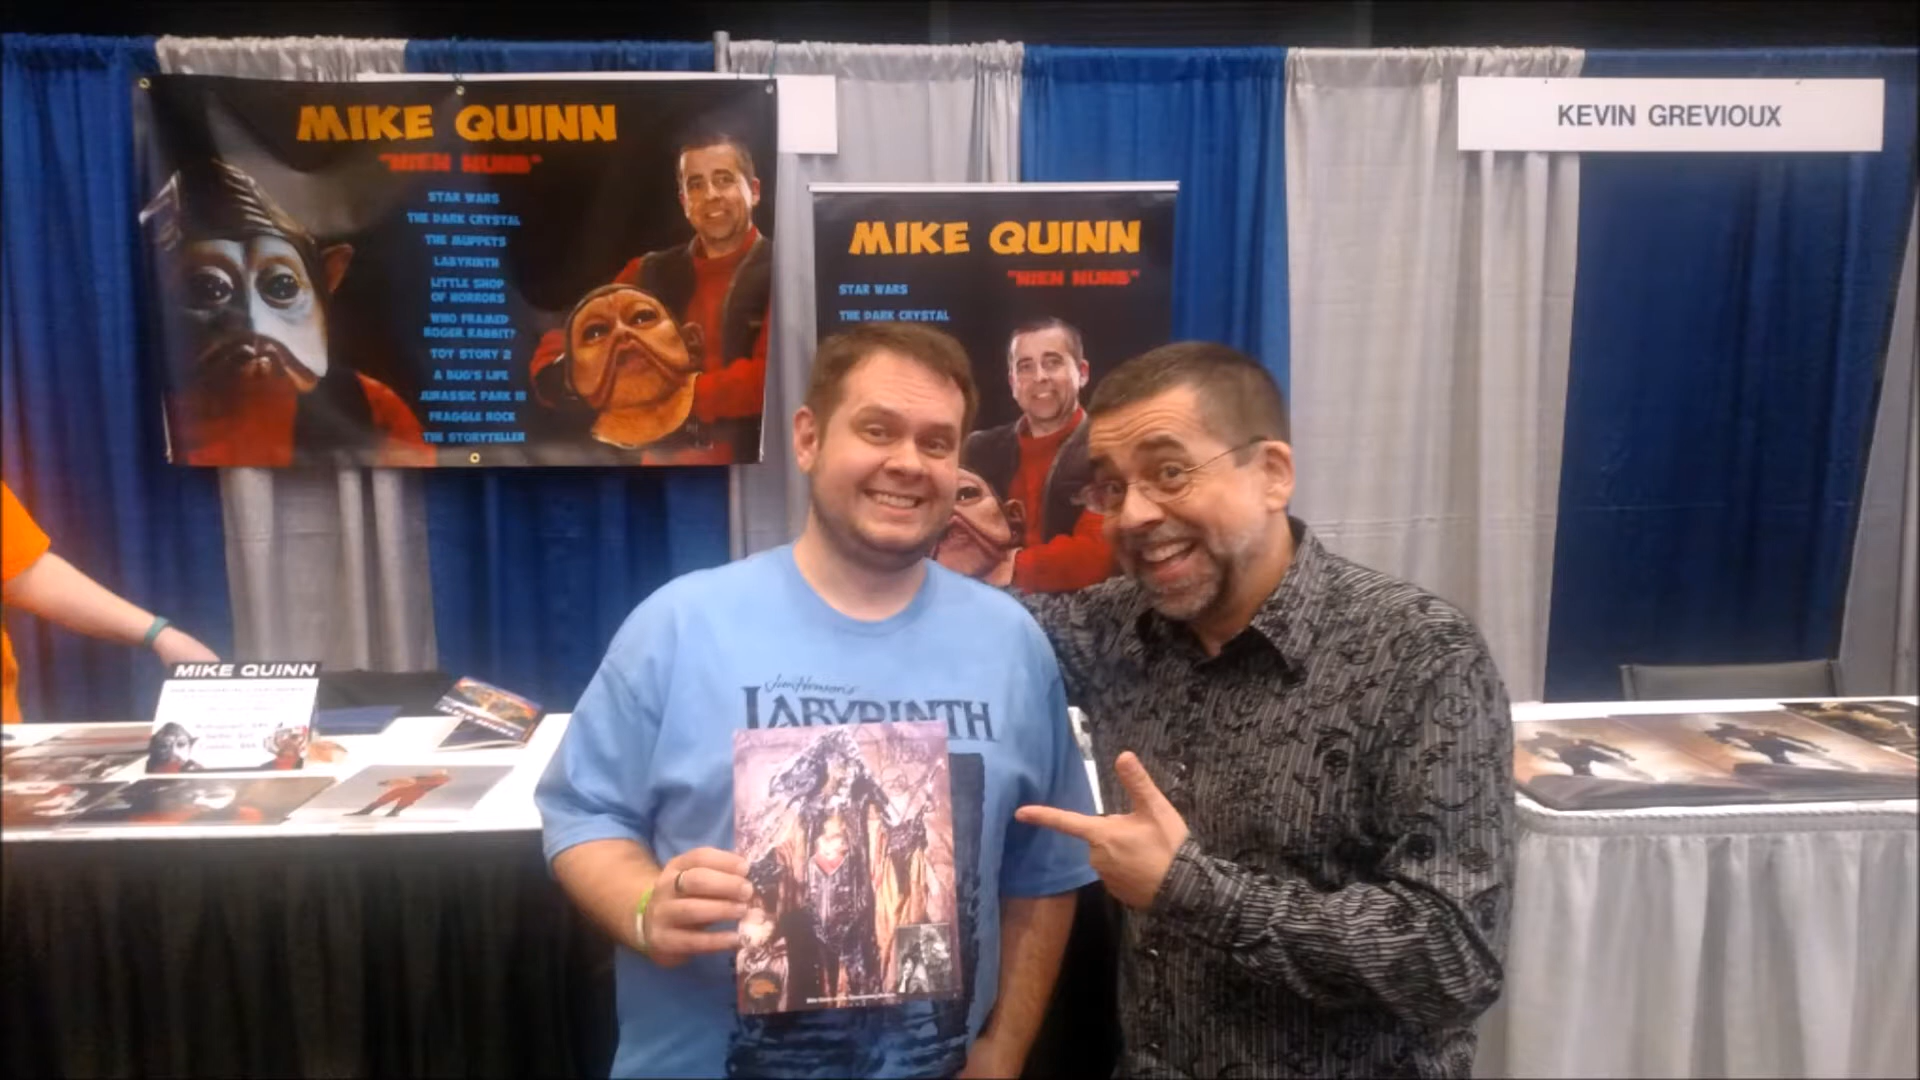 MIKE QUINN
"NIEN NUNB"
STAR WARS
THE DARK CRYSTAL
THE MUPPETS
LABYRINTH
LITTLE SHOP
OF HORRORS
WHO FRAMED
ROGER RABBIT?
TOY STORY 2
A BUG'S LIFE
JURASSIC PARK III
FRAGGLE ROCK
THE STORYTELLER
MIKE QUINN
"NIEN NUNB"
STAR WARS
THE DARK CRYSTAL
KEVIN GREVIOUX
MIKE QUINN
Jim Henson's
LABYRINTH